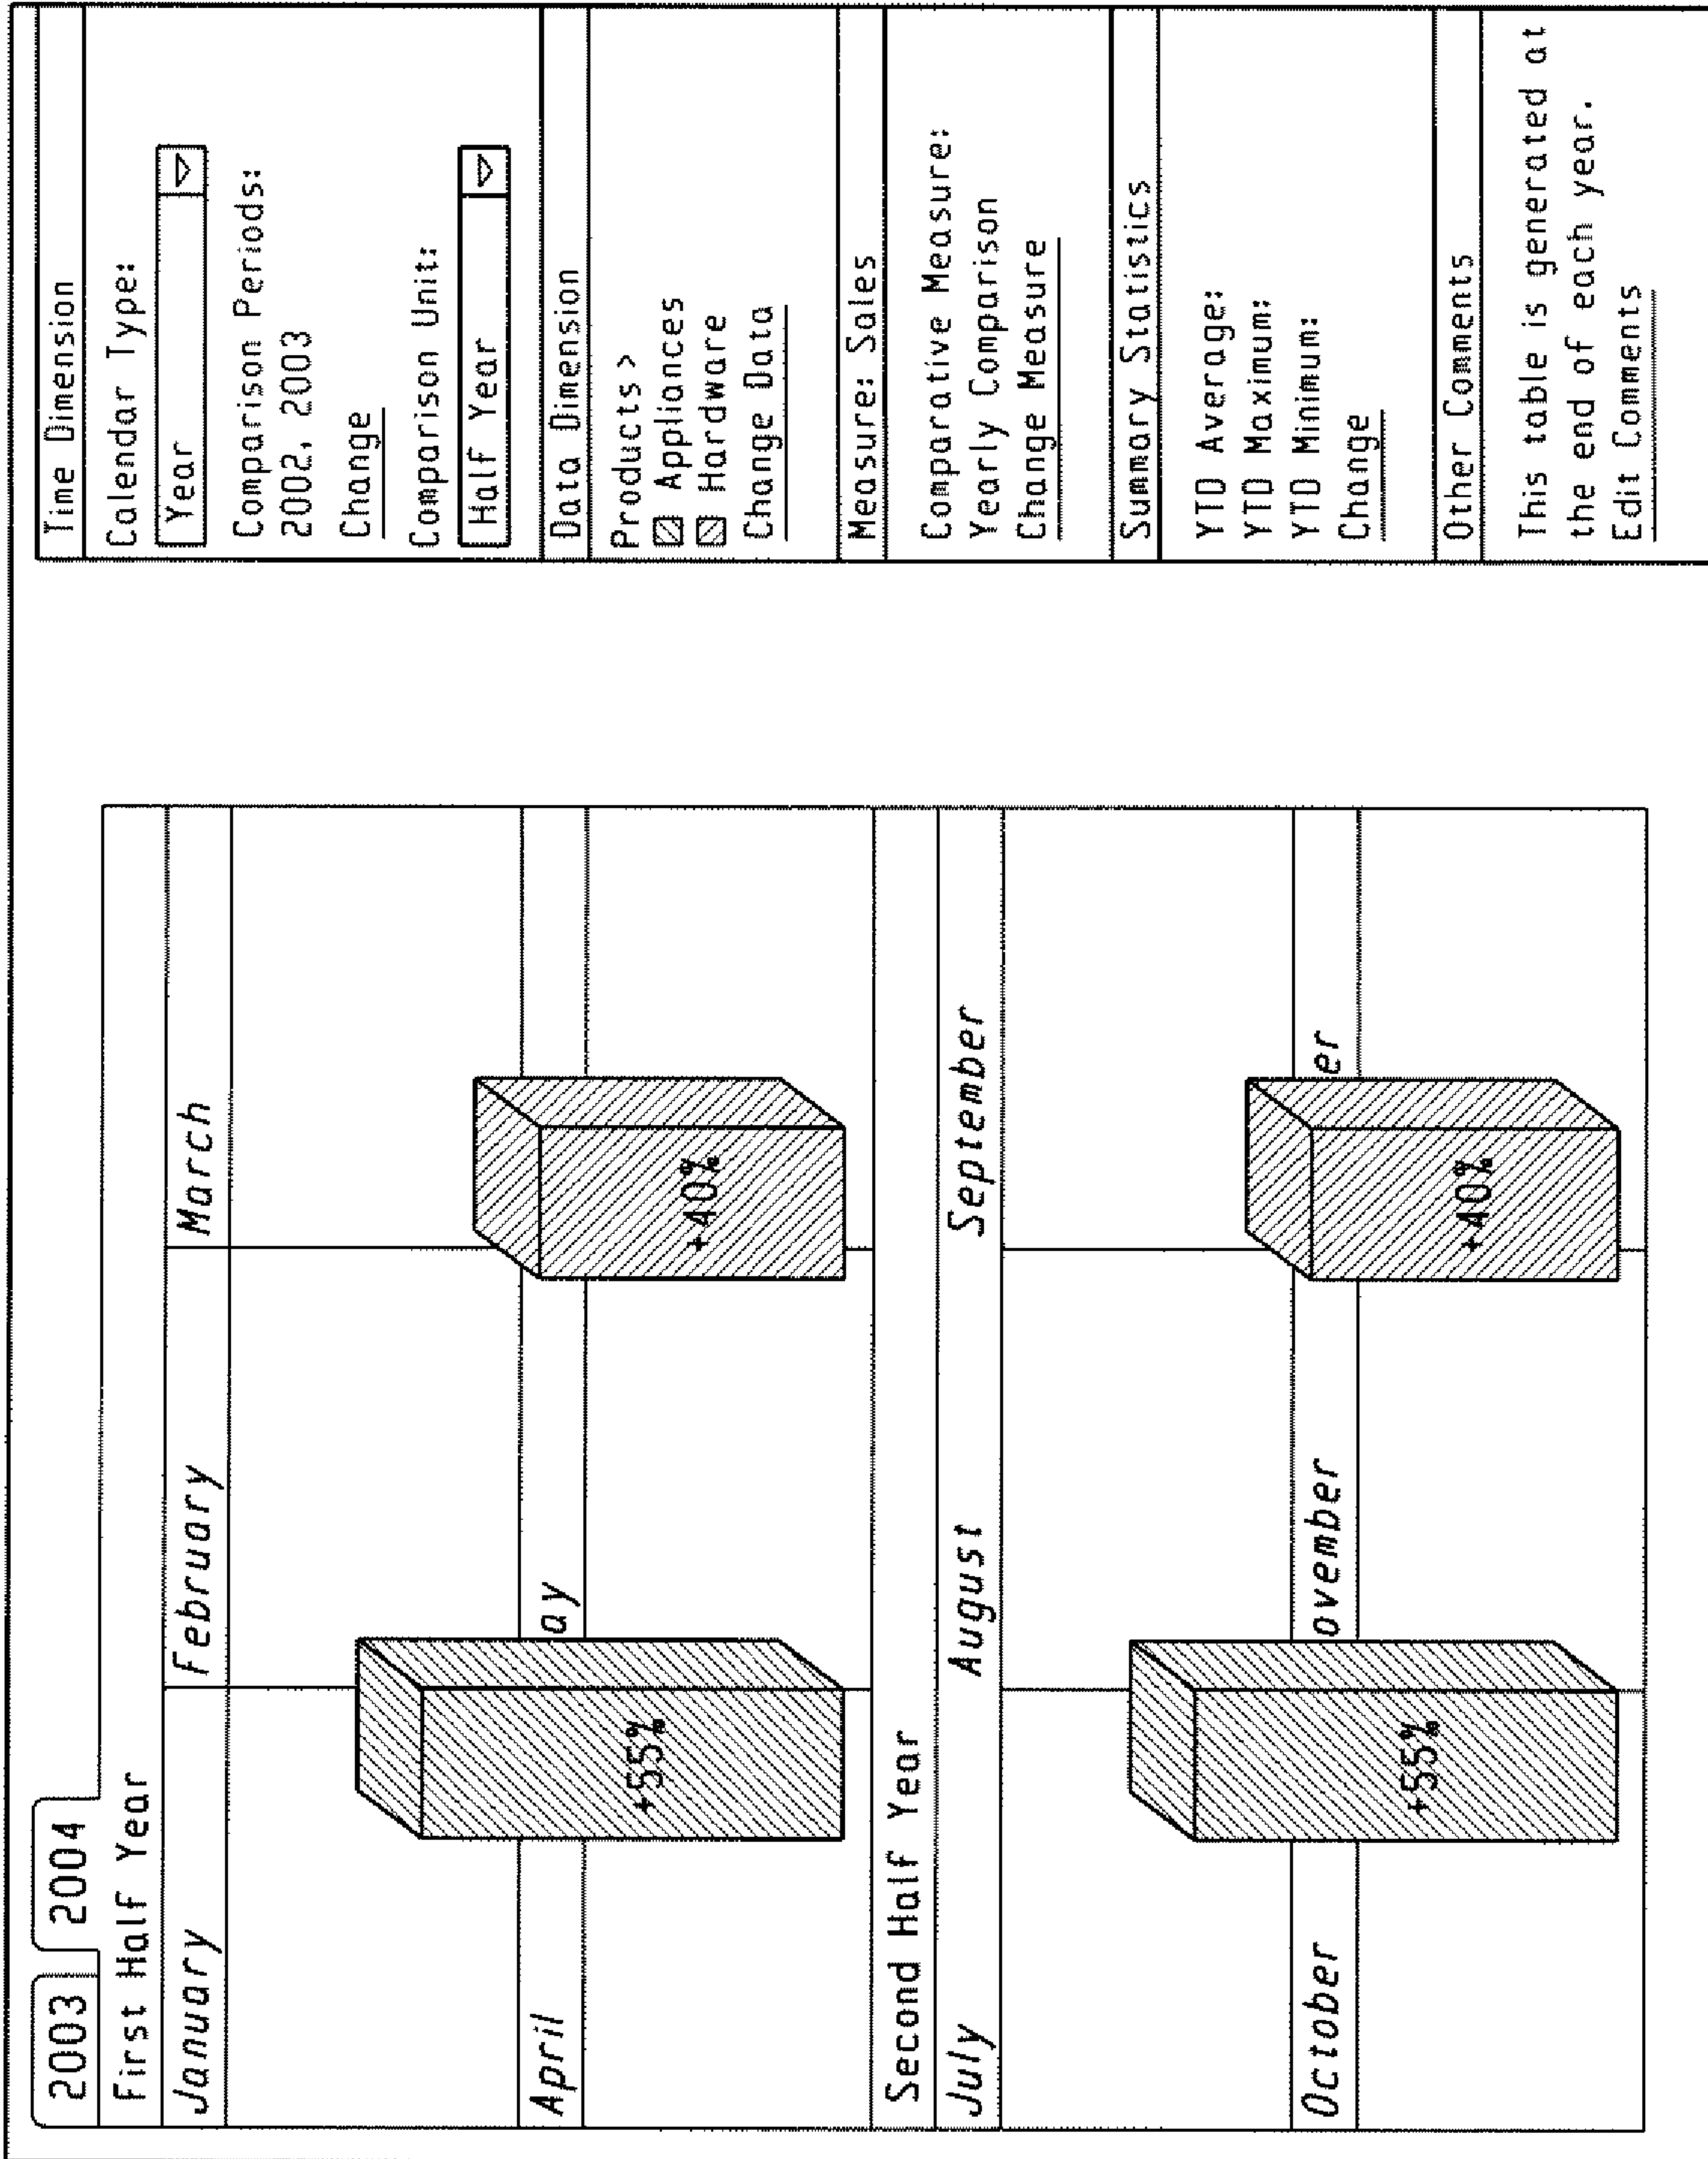 2003 2004
First Half Year
January February March
April ay
+55% +40%
Second Half Year
July August September
October ovember er
+55% +40%
Time Dimension
Calendar Type:
Year
Comparison Periods:
2002, 2003
Change
Comparison Unit:
Half Year
Data Dimension
Products >
Appliances
Hardware
Change Data
Measure: Sales
Comparative Measure:
Yearly Comparison
Change Measure
Summary Statistics
YTD Average:
YTD Maximum:
YTD Minimum:
Change
Other Comments
This table is generated at
the end of each year.
Edit Comments